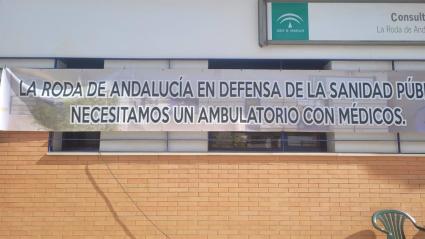 Consult
La Roda de And
LA RODA DE ANDALUCÍA EN DEFENSA DE LA SANIDAD PÚB
NECESITAMOS UN AMBULATORIO CON MÉDICOS.